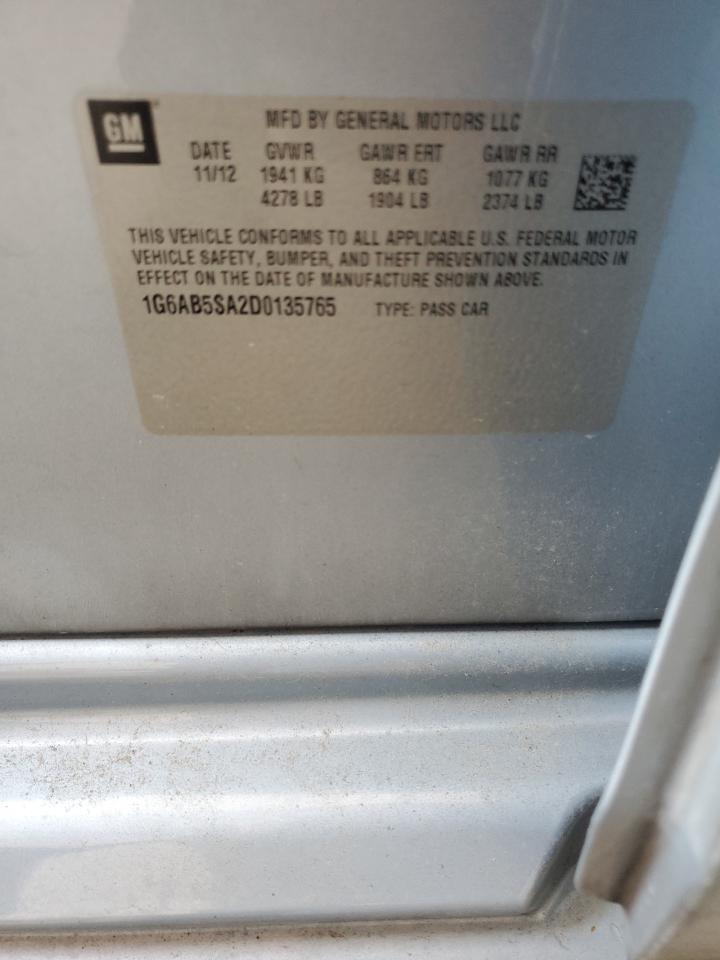 GM
MFD BY GENERAL MOTORS LLC
DATE GVWR GAWR FRT GAWR RR
11/12 1941 KG 864 KG 1077 KG
4278 LB 1904 LB 2374 LB
THIS VEHICLE CONFORMS TO ALL APPLICABLE U.S. FEDERAL MOTOR
VEHICLE SAFETY, BUMPER, AND THEFT PREVENTION STANDARDS IN
EFFECT ON THE DATE OF MANUFACTURE SHOWN ABOVE.
1G6AB5SA2D0135765 TYPE: PASS CAR